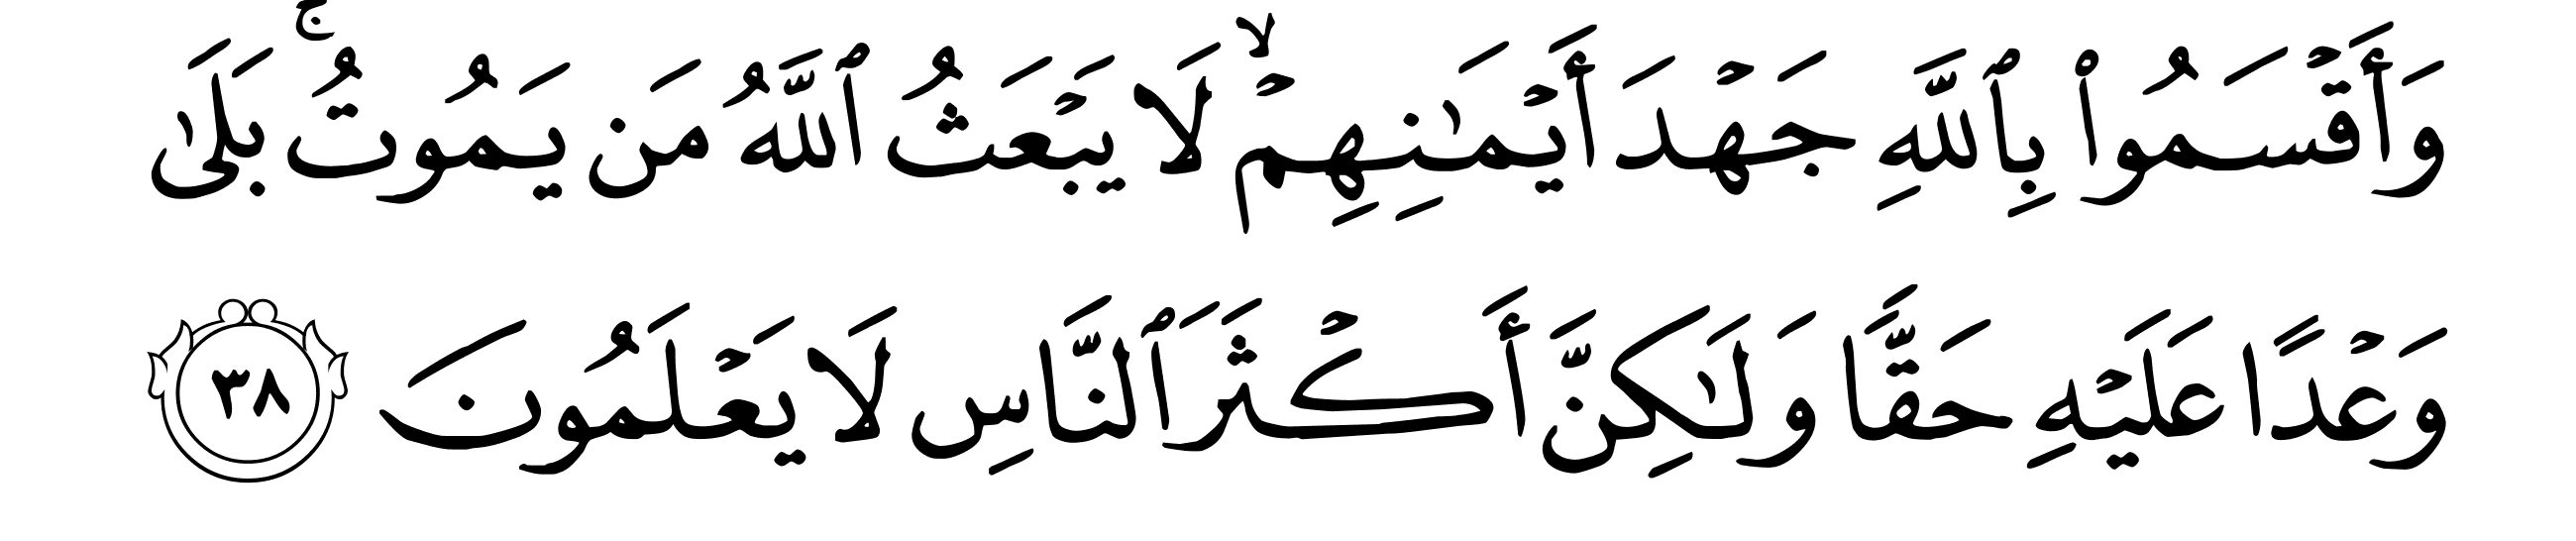 وَأَقْسَمُوا۟ بِٱللَّهِ جَهْدَ أَيْمَـٰنِهِمْ ۙ لَا يَبْعَثُ ٱللَّهُ مَن يَمُوتُ ۚ بَلَىٰ
وَعْدًا عَلَيْهِ حَقًّا وَلَـٰكِنَّ أَكْثَرَ ٱلنَّاسِ لَا يَعْلَمُونَ ٣٨